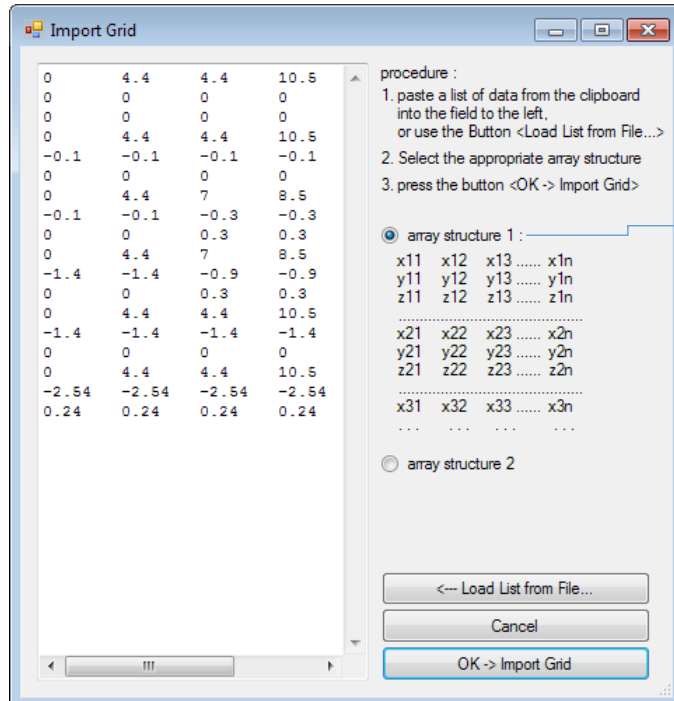 Import Grid
0 4.4 4.4 10.5
0 0 0 0
0 0 0 0
0 4.4 4.4 10.5
-0.1 -0.1 -0.1 -0.1
0 0 0 0
0 4.4 7 8.5
-0.1 -0.1 -0.3 -0.3
0 0 0.3 0.3
0 4.4 7 8.5
-1.4 -1.4 -0.9 -0.9
0 0 0.3 0.3
0 4.4 4.4 10.5
-1.4 -1.4 -1.4 -1.4
0 0 0 0
0 4.4 4.4 10.5
-2.54 -2.54 -2.54 -2.54
0.24 0.24 0.24 0.24
procedure :
1. paste a list of data from the clipboard
into the field to the left,
or use the Button <Load List from File...>
2. Select the appropriate array structure
3. press the button <OK -> Import Grid>
array structure 1 :
x11 x12 x13 ...... x1n
y11 y12 y13 ...... y1n
z11 z12 z13 ...... z1n
..............................................
x21 x22 x23 ...... x2n
y21 y22 y23 ...... y2n
z21 z22 z23 ...... z2n
..............................................
x31 x32 x33 ...... x3n
. . . . . . . . . . . .
array structure 2
<--- Load List from File...
Cancel
OK -> Import Grid